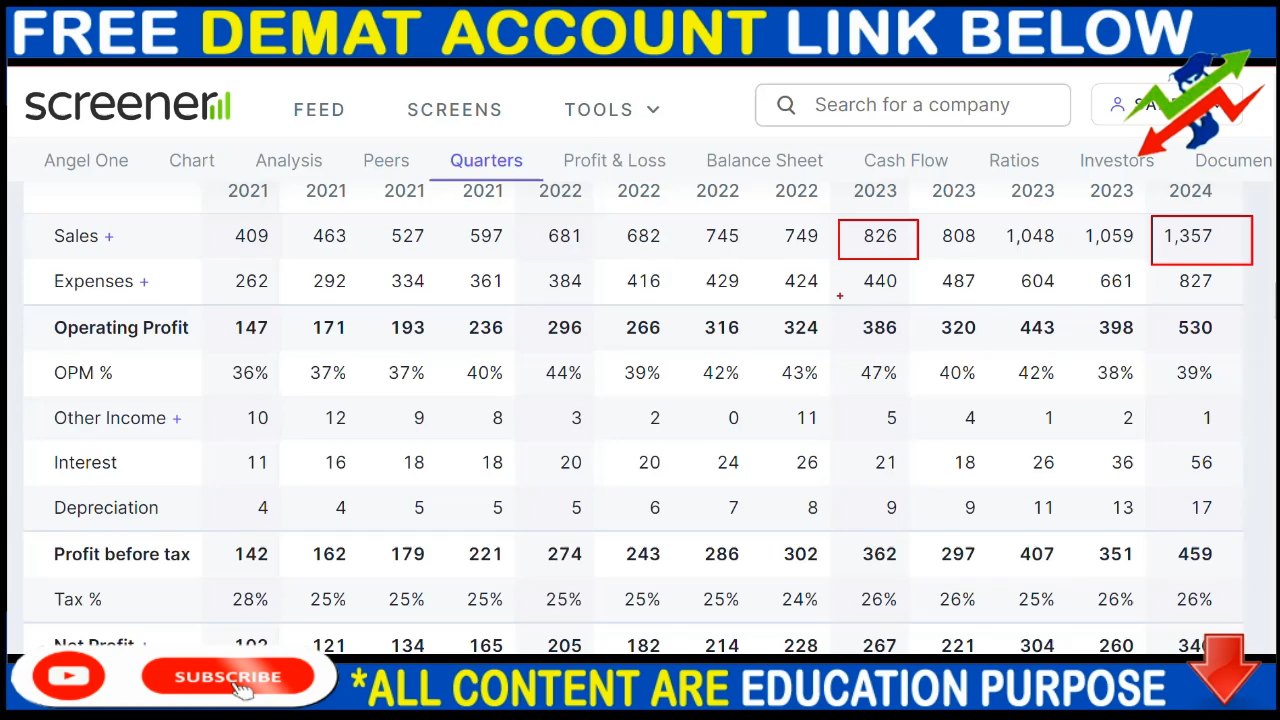 FREE DEMAT ACCOUNT LINK BELOW
screener FEED SCREENS TOOLS Search for a company
Angel One Chart Analysis Peers Quarters Profit & Loss Balance Sheet Cash Flow Ratios Investors Documen
2021 2021 2021 2021 2022 2022 2022 2022 2023 2023 2023 2023 2024
Sales + 409 463 527 597 681 682 745 749 826 808 1,048 1,059 1,357
Expenses + 262 292 334 361 384 416 429 424 440 487 604 661 827
Operating Profit 147 171 193 236 296 266 316 324 386 320 443 398 530
OPM % 36% 37% 37% 40% 44% 39% 42% 43% 47% 40% 42% 38% 39%
Other Income + 10 12 9 8 3 2 0 11 5 4 1 2 1
Interest 11 16 18 18 20 20 24 26 21 18 26 36 56
Depreciation 4 4 5 5 5 6 7 8 9 9 11 13 17
Profit before tax 142 162 179 221 274 243 286 302 362 297 407 351 459
Tax % 28% 25% 25% 25% 25% 25% 25% 24% 26% 26% 25% 26% 26%
Net Profit + 102 121 134 165 205 182 214 228 267 221 304 260
SUBSCRIBE
*ALL CONTENT ARE EDUCATION PURPOSE